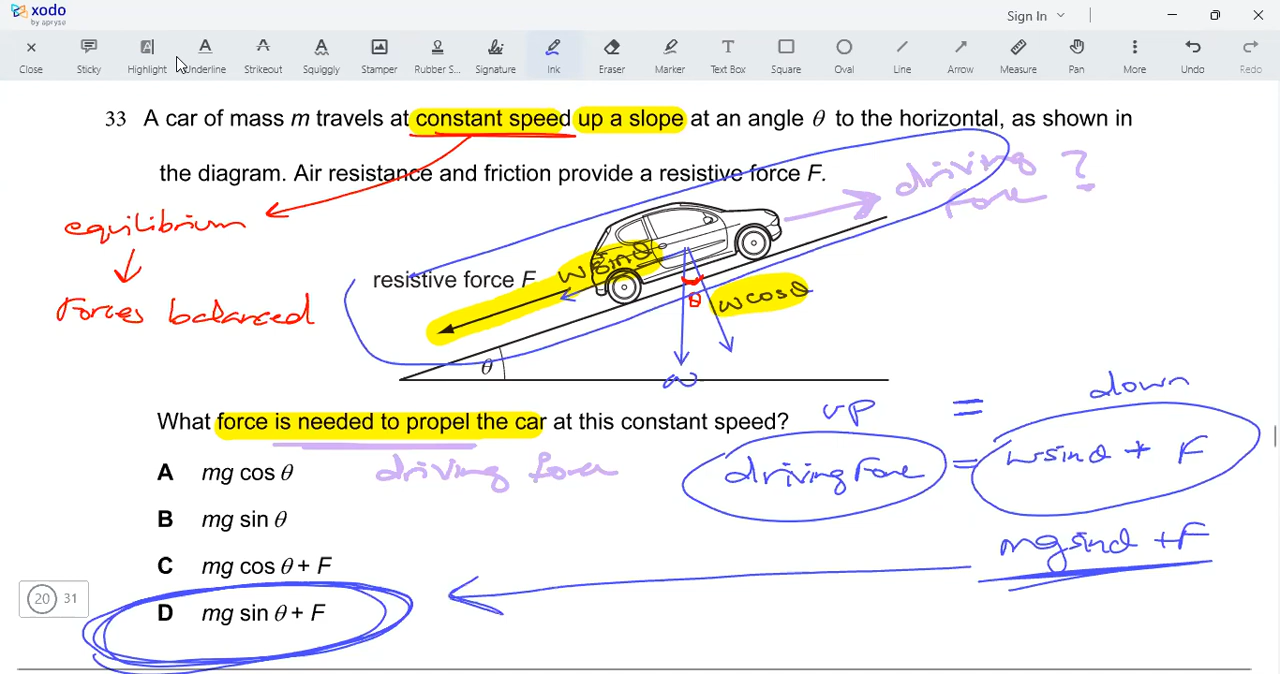 xodo
by apryse
Sign In
Close Sticky Highlight Underline Strikeout Squiggly Stamper Rubber S... Signature Ink Eraser Marker Text Box Square Oval Line Arrow Measure Pan More Undo Redo
33 A car of mass m travels at constant speed up a slope at an angle θ to the horizontal, as shown in
the diagram. Air resistance and friction provide a resistive force F.
driving
force ?
equilibrium
Forces balanced
resistive force F
w sinθ
θ
w cosθ
θ
w
What force is needed to propel the car at this constant speed?
driving force
up = down
driving Force = w sinθ + F
mg sinθ + F
A mg cos θ
B mg sin θ
C mg cos θ + F
D mg sin θ + F
20 31